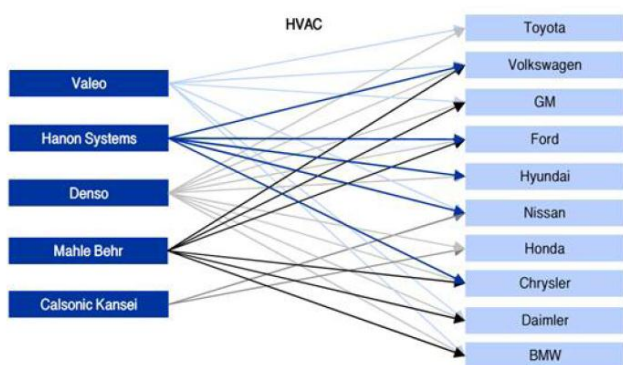 HVAC
Valeo
Hanon Systems
Denso
Mahle Behr
Calsonic Kansei
Toyota
Volkswagen
GM
Ford
Hyundai
Nissan
Honda
Chrysler
Daimler
BMW